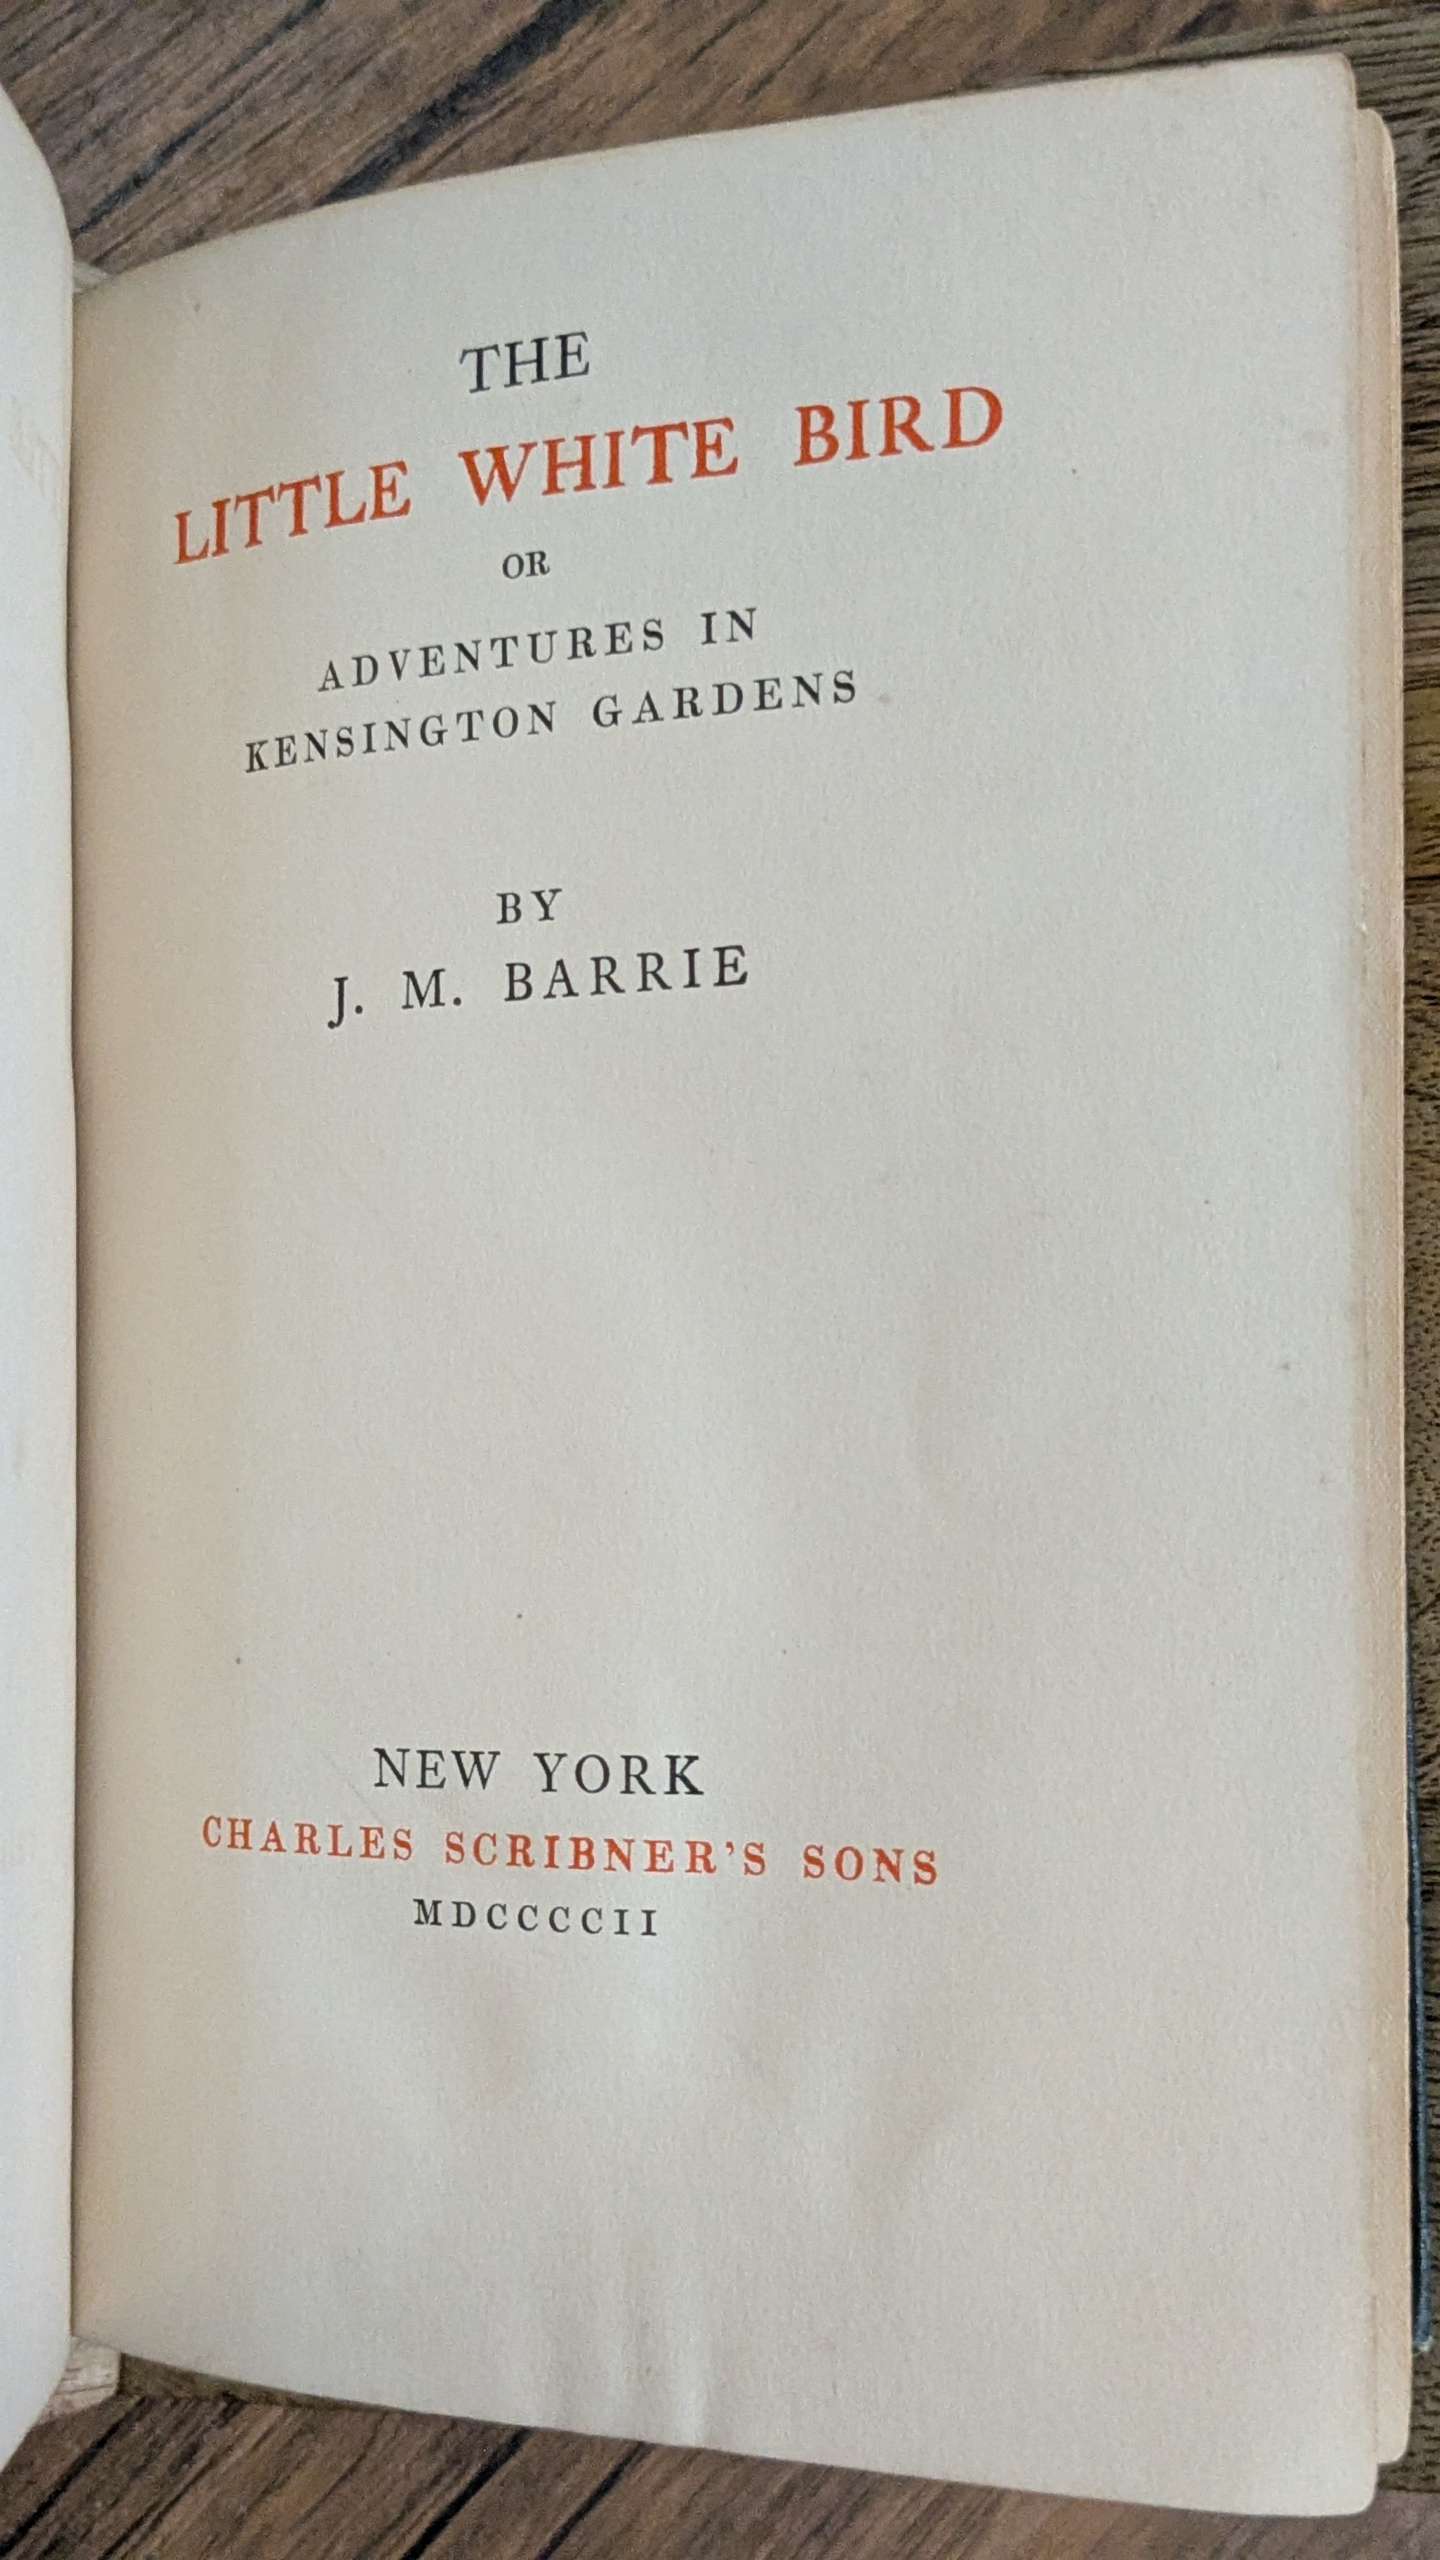 THE
LITTLE WHITE BIRD
OR
ADVENTURES IN
KENSINGTON GARDENS
BY
J. M. BARRIE
NEW YORK
CHARLES SCRIBNER'S SONS
MDCCCCII